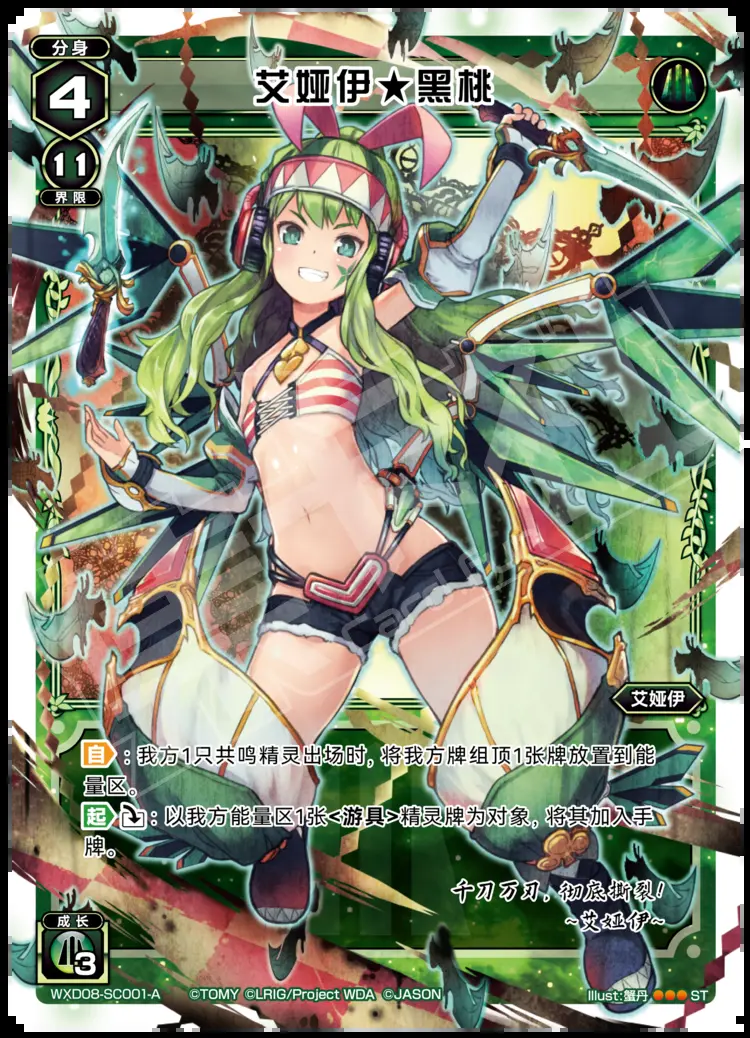 分身
4
艾娅伊★黑桃
11
界限
艾娅伊
自：我方1只共鸣精灵出场时，将我方牌组顶1张牌放置到能
量区。
起：以我方能量区1张<游具>精灵牌为对象，将其加入手
牌。
千刀万刃，彻底撕裂！
~艾娅伊~
成长
3
WXD08-SC001-A ©TOMY ©LRIG/Project WDA ©JASON
Illust:蟹丹 ST